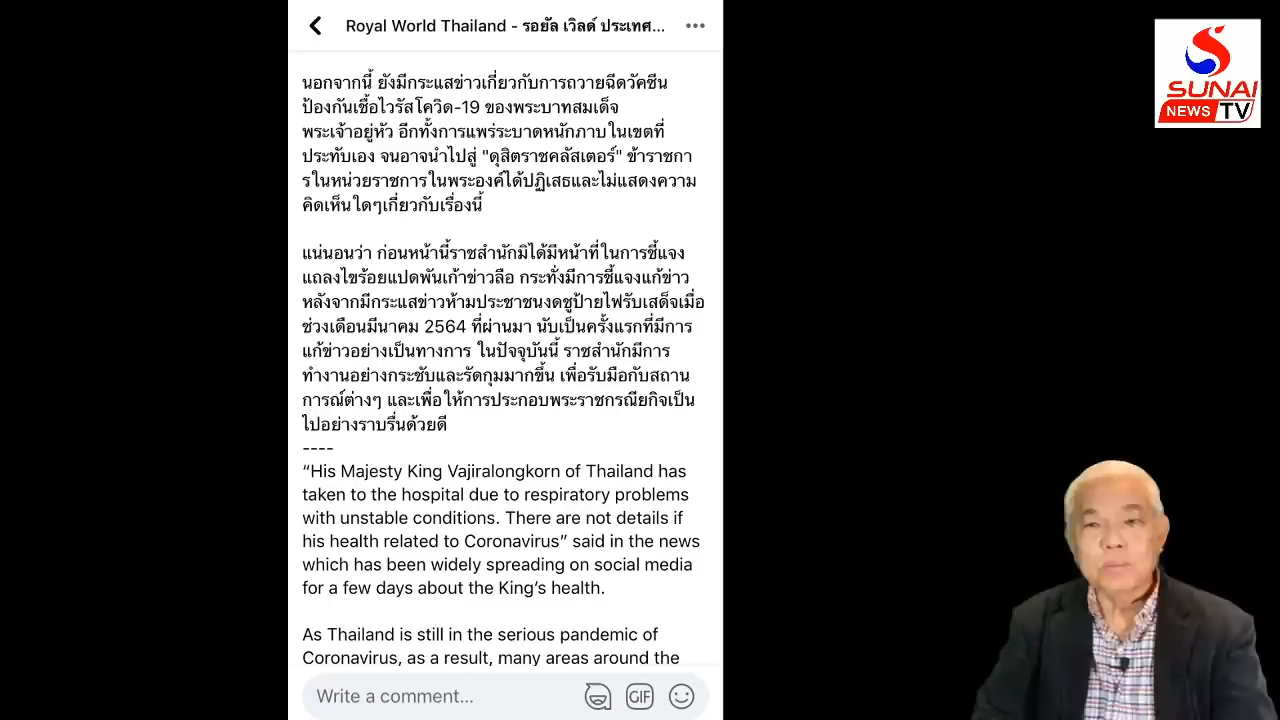 Royal World Thailand - รอยัล เวิลด์ ประเทศ...
นอกจากนี้ ยังมีกระแสข่าวเกี่ยวกับการถวายฉีดวัคซีน
ป้องกันเชื้อไวรัสโควิด-19 ของพระบาทสมเด็จ
พระเจ้าอยู่หัว อีกทั้งการแพร่ระบาดหนักภายในเขตที่
ประทับเอง จนอาจนำไปสู่ "ดุสิตราชคลัสเตอร์" ข้าราชกา
รในหน่วยราชการในพระองค์ได้ปฏิเสธและไม่แสดงความ
คิดเห็นใดๆเกี่ยวกับเรื่องนี้
แน่นอนว่า ก่อนหน้านี้ราชสำนักมิได้มีหน้าที่ในการชี้แจง
แถลงไขร้อยแปดพันเก้าข่าวลือ กระทั่งมีการชี้แจงแก้ข่าว
หลังจากมีกระแสข่าวห้ามประชาชนงดชูป้ายไฟรับเสด็จเมื่อ
ช่วงเดือนมีนาคม 2564 ที่ผ่านมา นับเป็นครั้งแรกที่มีการ
แก้ข่าวอย่างเป็นทางการ ในปัจจุบันนี้ ราชสำนักมีการ
ทำงานอย่างกระชับและรัดกุมมากขึ้น เพื่อรับมือกับสถาน
การณ์ต่างๆ และเพื่อให้การประกอบพระราชกรณียกิจเป็น
ไปอย่างราบรื่นด้วยดี
----
“His Majesty King Vajiralongkorn of Thailand has
taken to the hospital due to respiratory problems
with unstable conditions. There are not details if
his health related to Coronavirus” said in the news
which has been widely spreading on social media
for a few days about the King’s health.
As Thailand is still in the serious pandemic of
Coronavirus, as a result, many areas around the
Write a comment...
GIF
SUNAI
NEWS TV